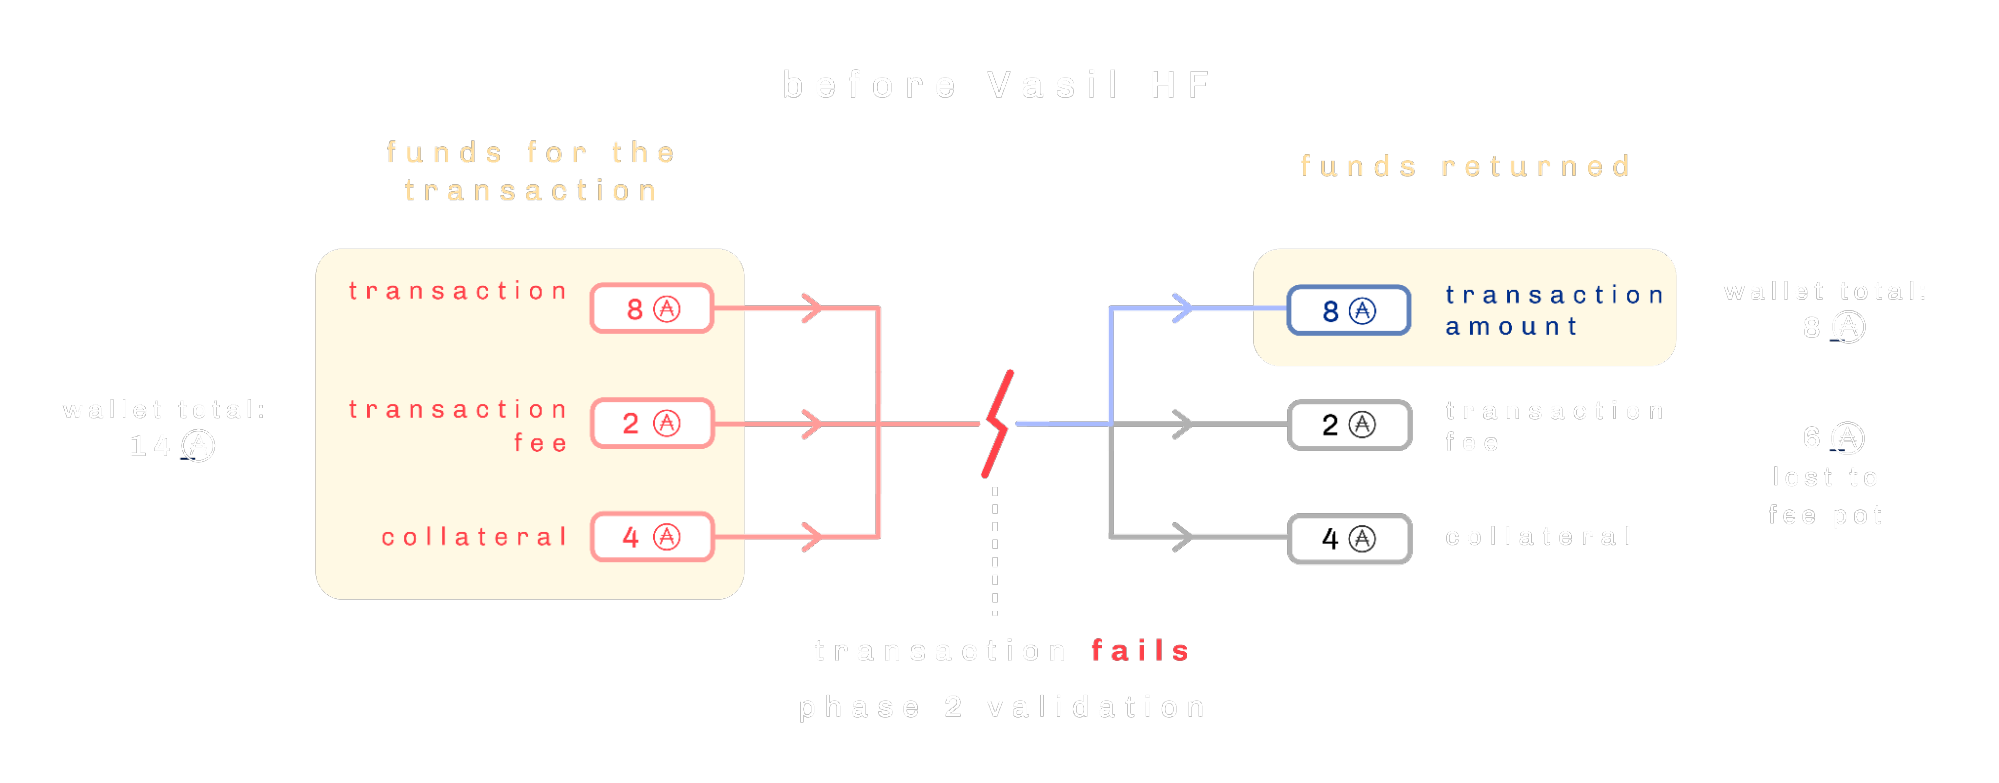 before Vasil HF
funds for the
transaction
funds returned
transaction
8
transaction
fee
2
collateral
4
wallet total:
14
8
transaction
amount
2
transaction
fee
4
collateral
wallet total:
8
6
lost to
fee pot
transaction fails
phase 2 validation